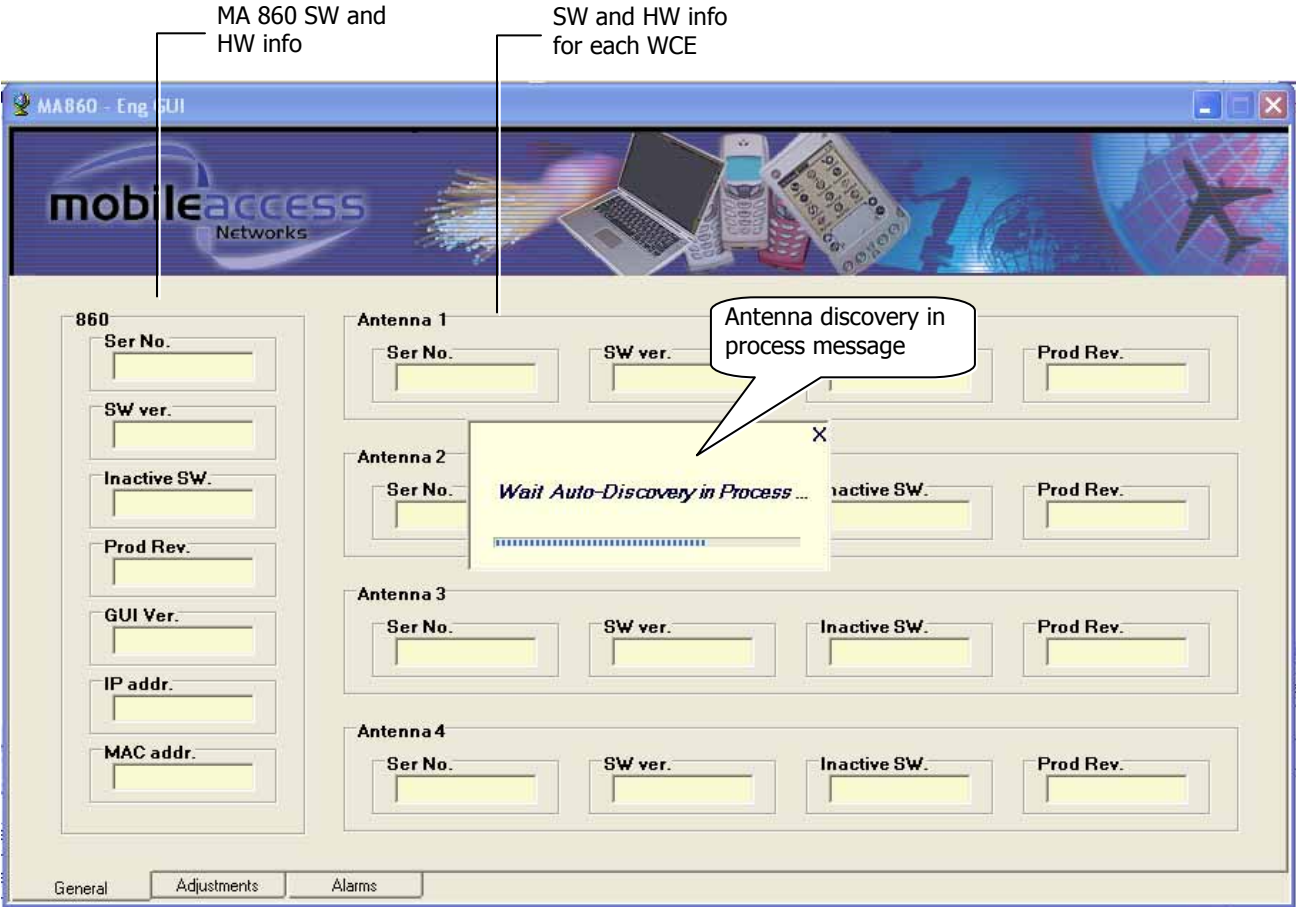 MA 860 SW and
HW info
SW and HW info
for each WCE
MA860 - Eng GUI
mobileaccess
Networks
860
Ser No.
SW ver.
Inactive SW.
Prod Rev.
GUI Ver.
IP addr.
MAC addr.
Antenna 1
Ser No.
SW ver.
Prod Rev.
Antenna discovery in
process message
Antenna 2
Ser No.
nactive SW.
Prod Rev.
Wait Auto-Discovery in Process ...
X
Antenna 3
Ser No.
SW ver.
Inactive SW.
Prod Rev.
Antenna 4
Ser No.
SW ver.
Inactive SW.
Prod Rev.
General
Adjustments
Alarms